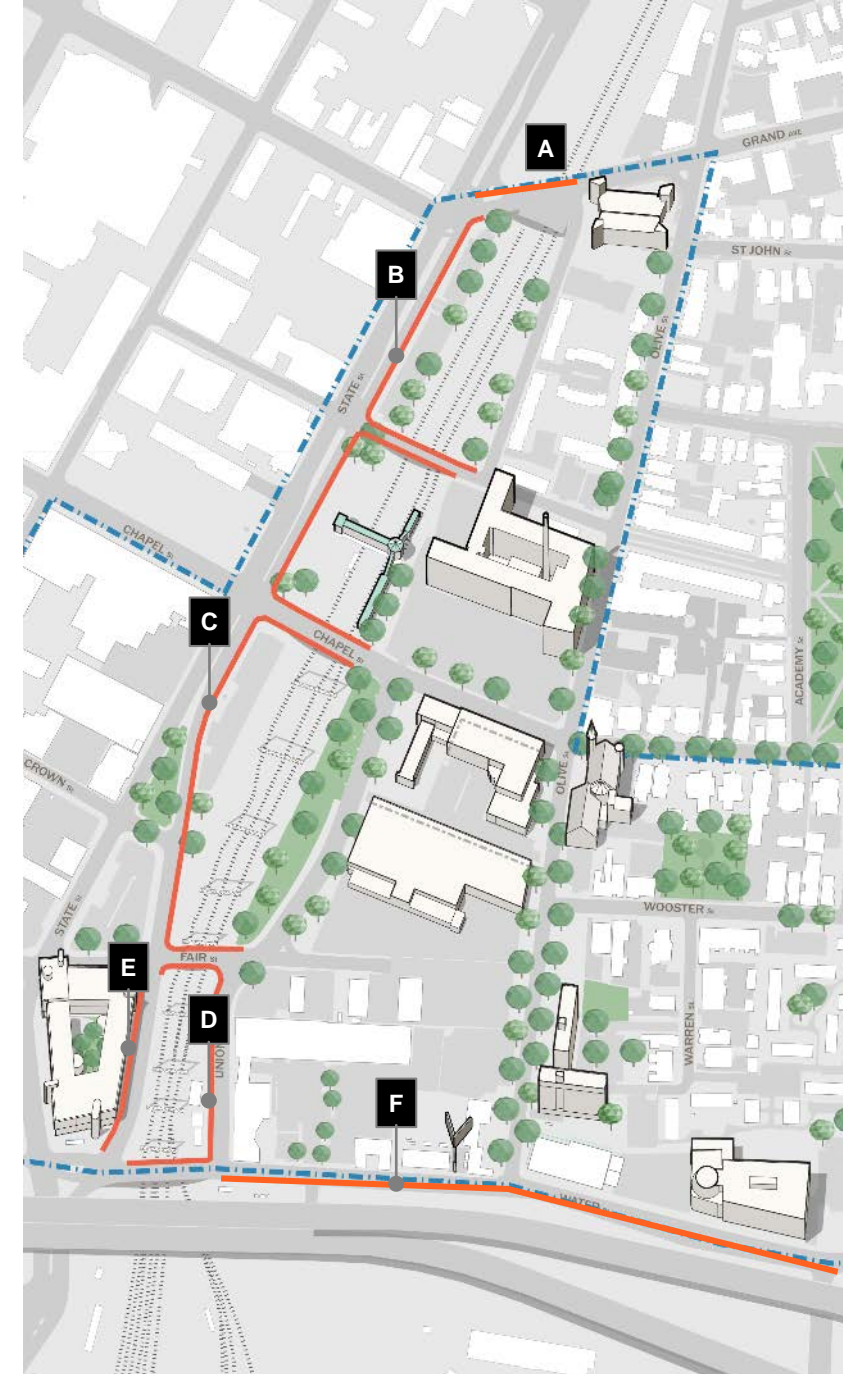 A
GRAND AVE
ST JOHN St
B
OLIVE St
STATE St
CHAPEL St
C
CHAPEL St
ACADEMY St
CROWN St
OLIVE St
WOOSTER St
STATE St
E
FAIR St
D
UNION
WARREN St
F
WATER